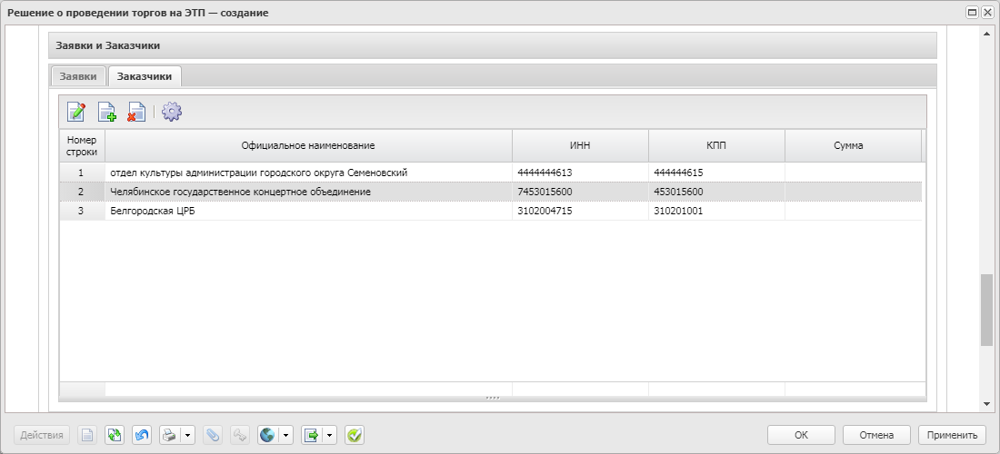 Решение о проведении торгов на ЭТП — создание
Заявки и Заказчики
Заявки Заказчики
Номер строки Официальное наименование ИНН КПП Сумма
1 отдел культуры администрации городского округа Семеновский 4444444613 444444615
2 Челябинское государственное концертное объединение 7453015600 453015600
3 Белгородская ЦРБ 3102004715 310201001
Действия ОК Отмена Применить